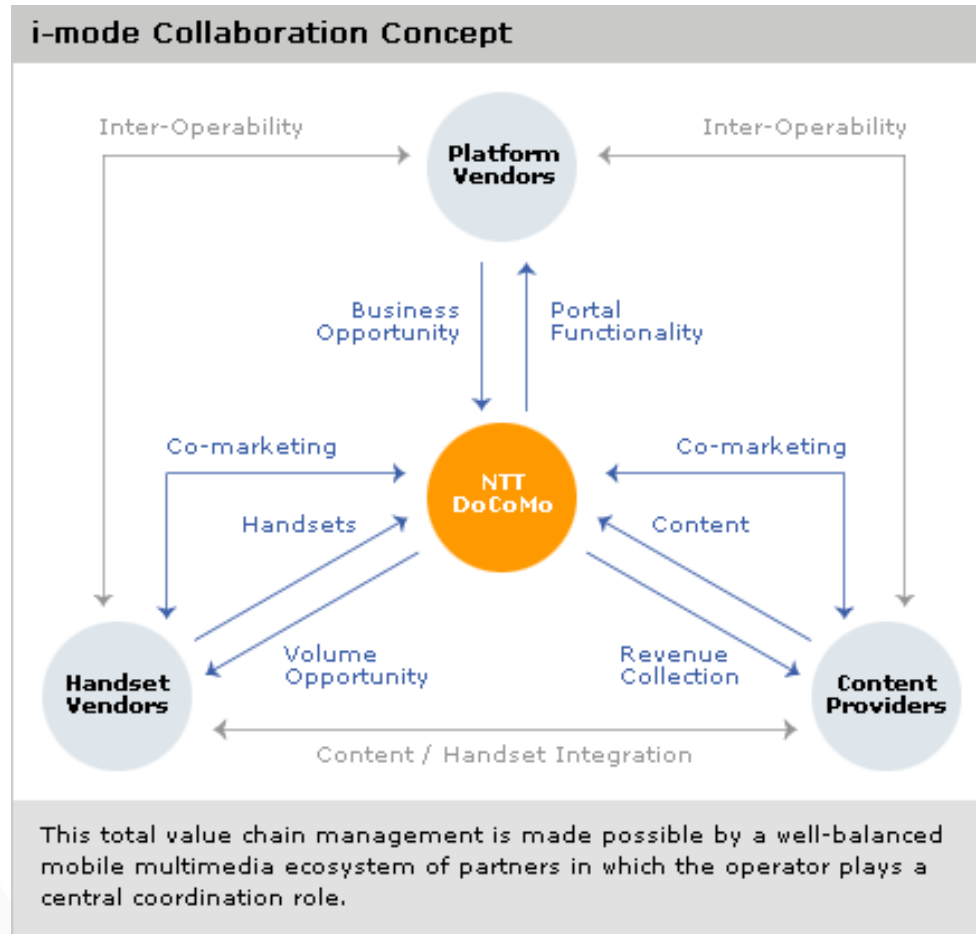 i-mode Collaboration Concept
Inter-Operability
Inter-Operability
Platform
Vendors
Business
Opportunity
Portal
Functionality
Co-marketing
Co-marketing
NTT
DoCoMo
Handsets
Content
Volume
Opportunity
Revenue
Collection
Handset
Vendors
Content
Providers
Content / Handset Integration
This total value chain management is made possible by a well-balanced
mobile multimedia ecosystem of partners in which the operator plays a
central coordination role.